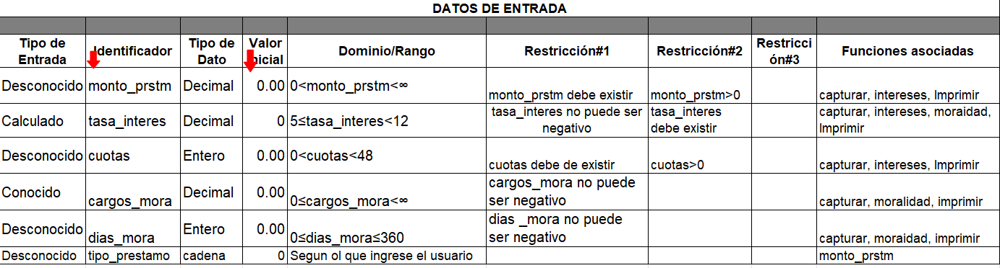 DATOS DE ENTRADA
Tipo de Entrada Identificador Tipo de Dato Valor Inicial Dominio/Rango Restricción#1 Restricción#2 Restricción#3 Funciones asociadas
Desconocido monto_prstm Decimal 0.00 0<monto_prstm<∞ monto_prstm debe existir monto_prstm>0 capturar, intereses, Imprimir
Calculado tasa_interes Decimal 0 5≤tasa_interes<12 tasa_interes no puede ser negativo tasa_interes debe existir capturar, intereses, moraidad, Imprimir
Desconocido cuotas Entero 0.00 0<cuotas<48 cuotas debe de existir cuotas>0 capturar, intereses, Imprimir
Conocido cargos_mora Decimal 0.00 0≤cargos_mora<∞ cargos_mora no puede ser negativo capturar, moralidad, imprimir
Desconocido dias_mora Entero 0.00 0≤dias_mora≤360 dias _mora no puede ser negativo capturar, moraidad, imprimir
Desconocido tipo_prestamo cadena 0 Segun ol que ingrese el usuario monto_prstm